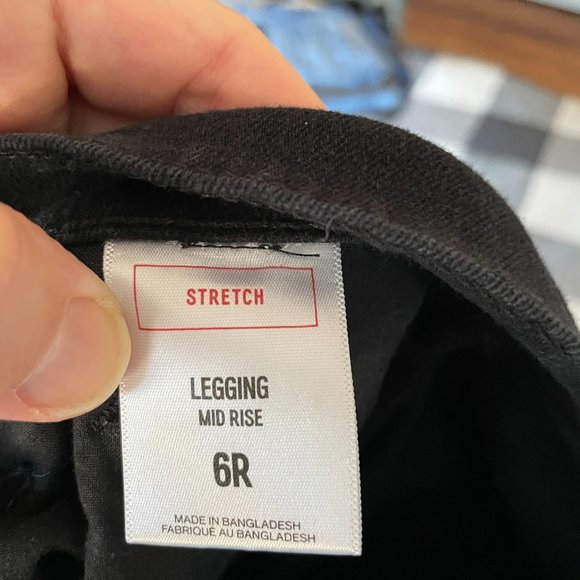 STRETCH
LEGGING
MID RISE
6R
MADE IN BANGLADESH
FABRIQUÉ AU BANGLADESH